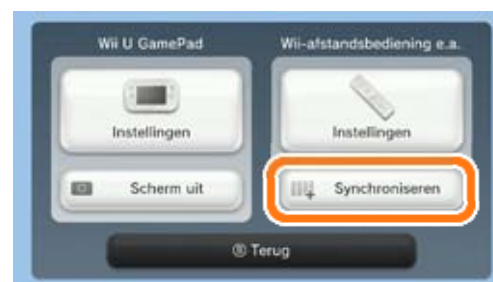 Wii U GamePad
Wii-afstandsbediening e.a.
Instellingen
Instellingen
Scherm uit
Synchroniseren
Ⓑ Terug